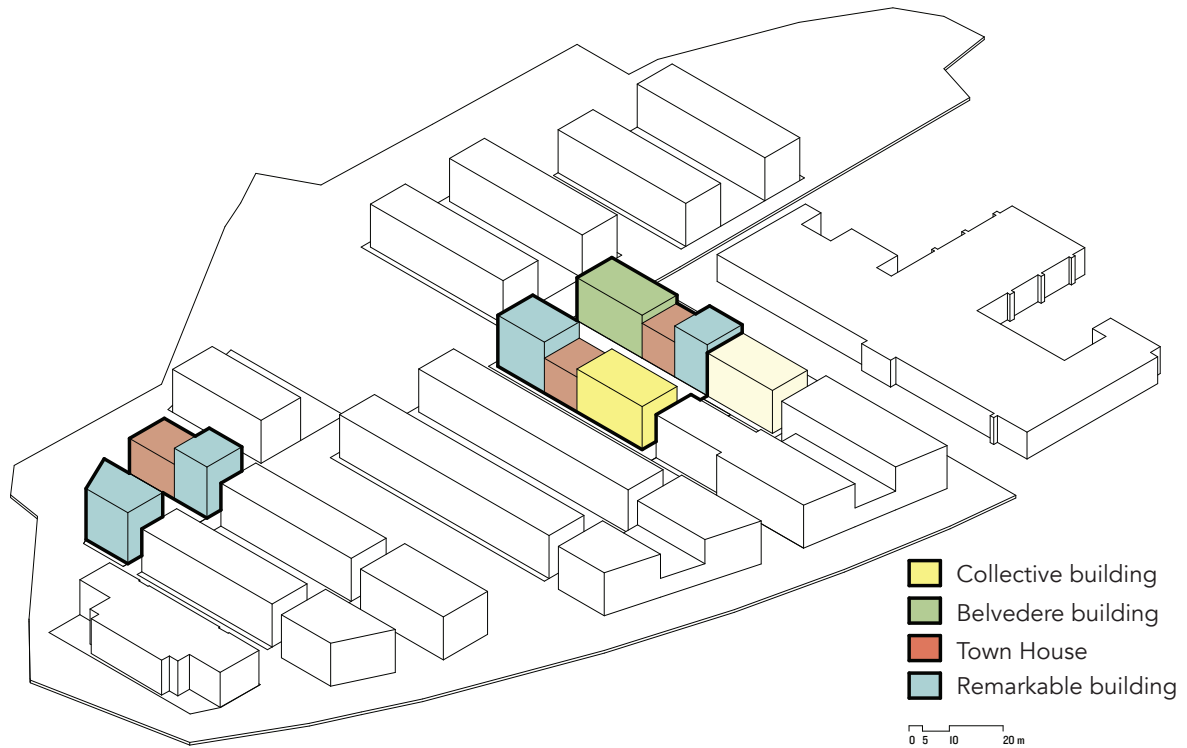 Collective building
Belvedere building
Town House
Remarkable building
0 5 10 20 m